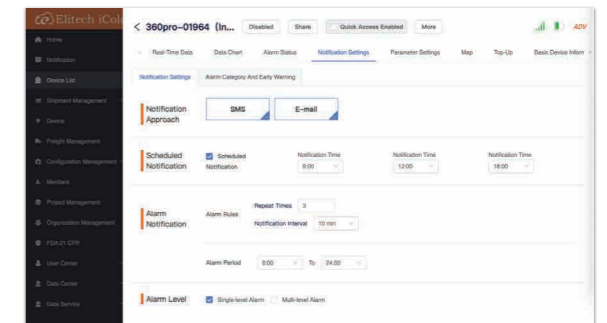 Elitech iCol
< 360pro-01964 (In... Disabled Share Quick Access Enabled More ADV
Real-Time Data Data Chart Alarm Status Notification Settings Parameter Settings Map Top-Up Basic Device Inform
Notification Settings Alarm Category And Early Warning
Home
Notification
Device List
Shipment Management
Device
Freight Management
Configuration Management
Members
Project Management
Organization Management
FDA 21 CFR
User Center
Data Center
Data Service
Notification Approach
SMS E-mail
Scheduled Notification
Scheduled Notification
Notification Time Notification Time Notification Time
9:00 12:00 18:00
Alarm Notification
Alarm Rules
Repeat Times 3
Notification Interval 10 min
Alarm Period To 24:00
Alarm Level Single-level Alarm Multi-level Alarm